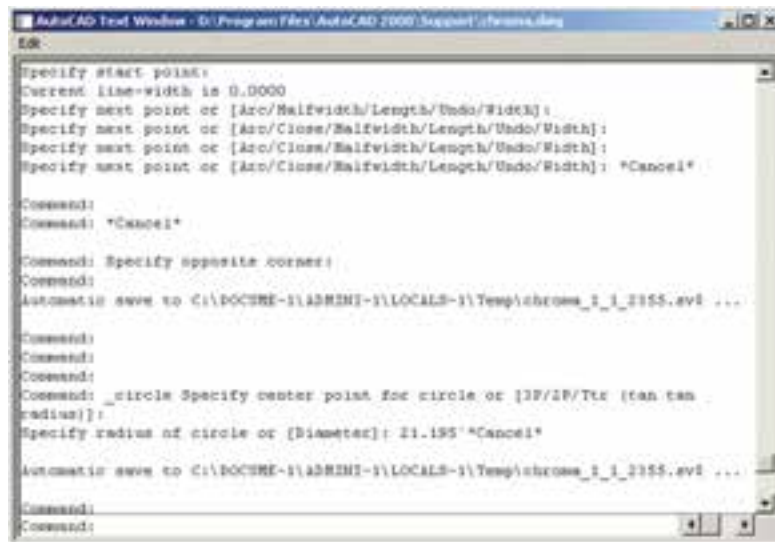 AutoCAD Text Window - D:\Program Files\AutoCAD 2000\Support\chroma.dwg
Edit
Specify start point:
Current line-width is 0.0000
Specify next point or [Arc/Halfwidth/Length/Undo/Width]:
Specify next point or [Arc/Close/Halfwidth/Length/Undo/Width]:
Specify next point or [Arc/Close/Halfwidth/Length/Undo/Width]:
Specify next point or [Arc/Close/Halfwidth/Length/Undo/Width]: *Cancel*
Command:
Command: *Cancel*
Command: Specify opposite corner:
Command:
Automatic save to C:\DOCUME~1\ADMINI~1\LOCALS~1\Temp\chroma_1_1_2355.sv$ ...
Command:
Command:
Command:
Command: _circle Specify center point for circle or [3P/2P/Ttr (tan tan
radius)]:
Specify radius of circle or [Diameter]: 21.195 *Cancel*
Automatic save to C:\DOCUME~1\ADMINI~1\LOCALS~1\Temp\chroma_1_1_2355.sv$ ...
Command:
Command: